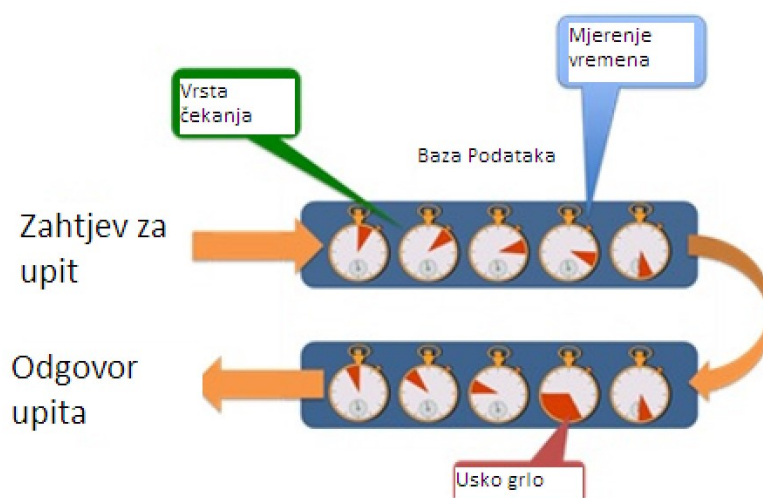 Mjerenje
vremena
Vrsta
čekanja
Baza Podataka
Zahtjev za
upit
Odgovor
upita
Usko grlo